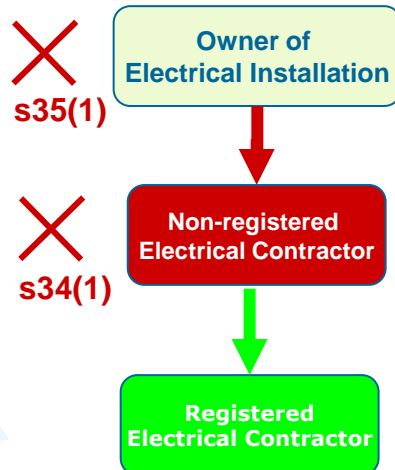 Owner of
Electrical Installation
s35(1)
Non-registered
Electrical Contractor
s34(1)
Registered
Electrical Contractor